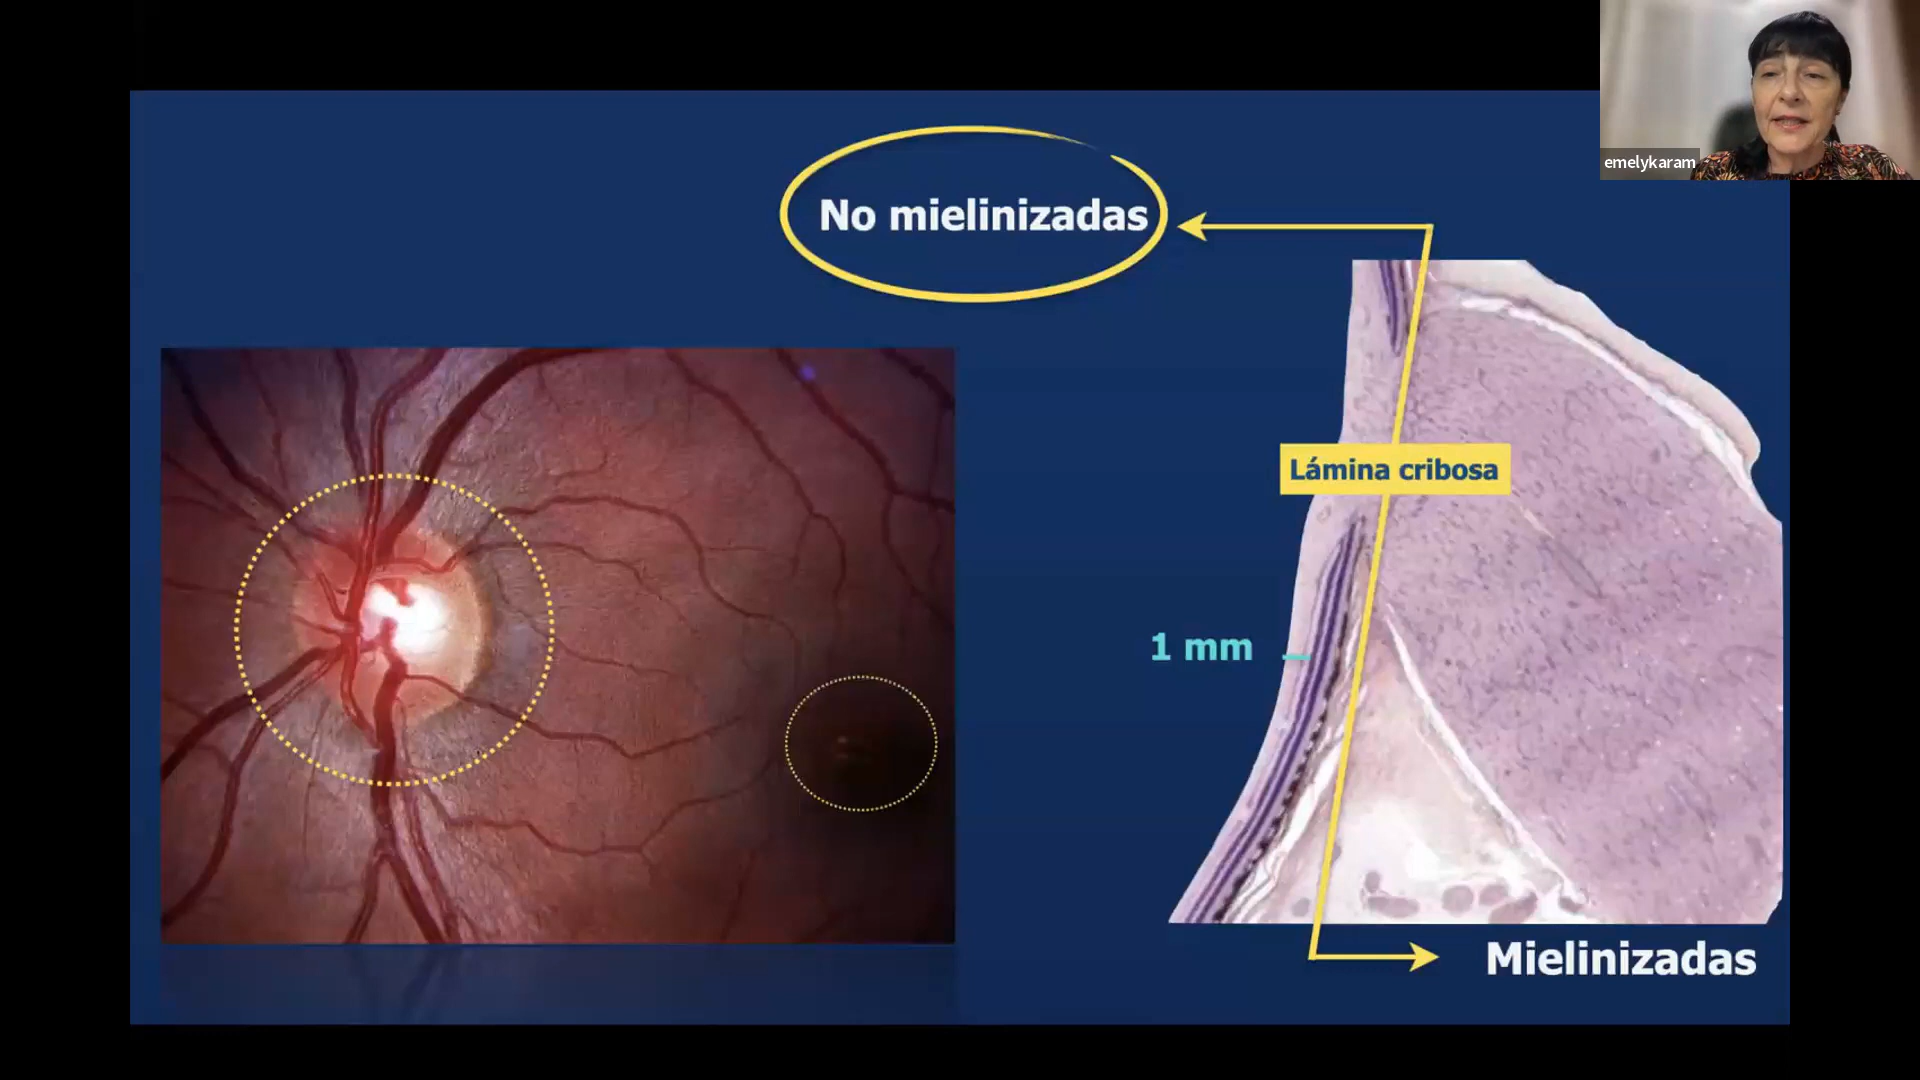 emelykaram
No mielinizadas
Lámina cribosa
1 mm
Mielinizadas